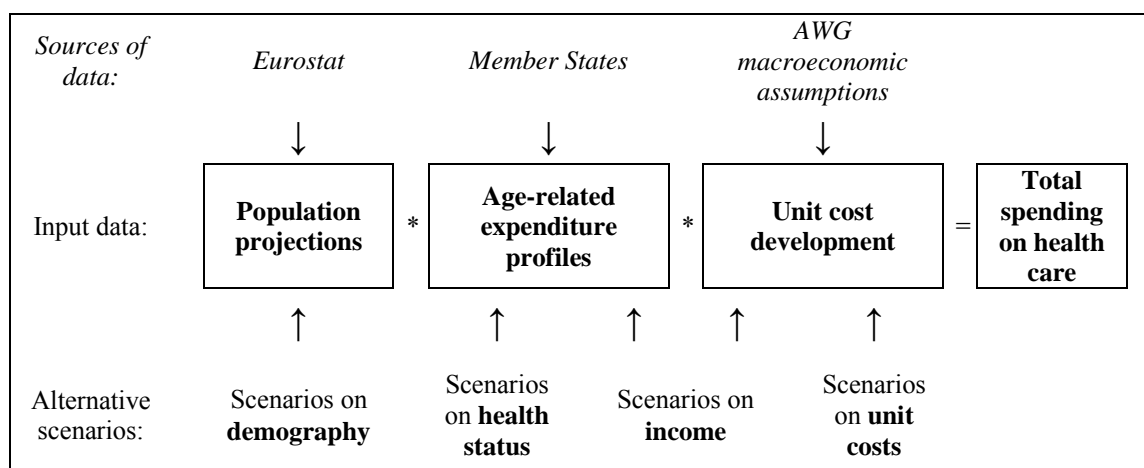 Sources of
data:
Eurostat
Member States
AWG
macroeconomic
assumptions
↓ ↓ ↓
Input data:
Population
projections
*
Age-related
expenditure
profiles
*
Unit cost
development
=
Total
spending
on health
care
↑ ↑ ↑ ↑ ↑
Alternative
scenarios:
Scenarios on
demography
Scenarios
on health
status
Scenarios on
income
Scenarios
on unit
costs